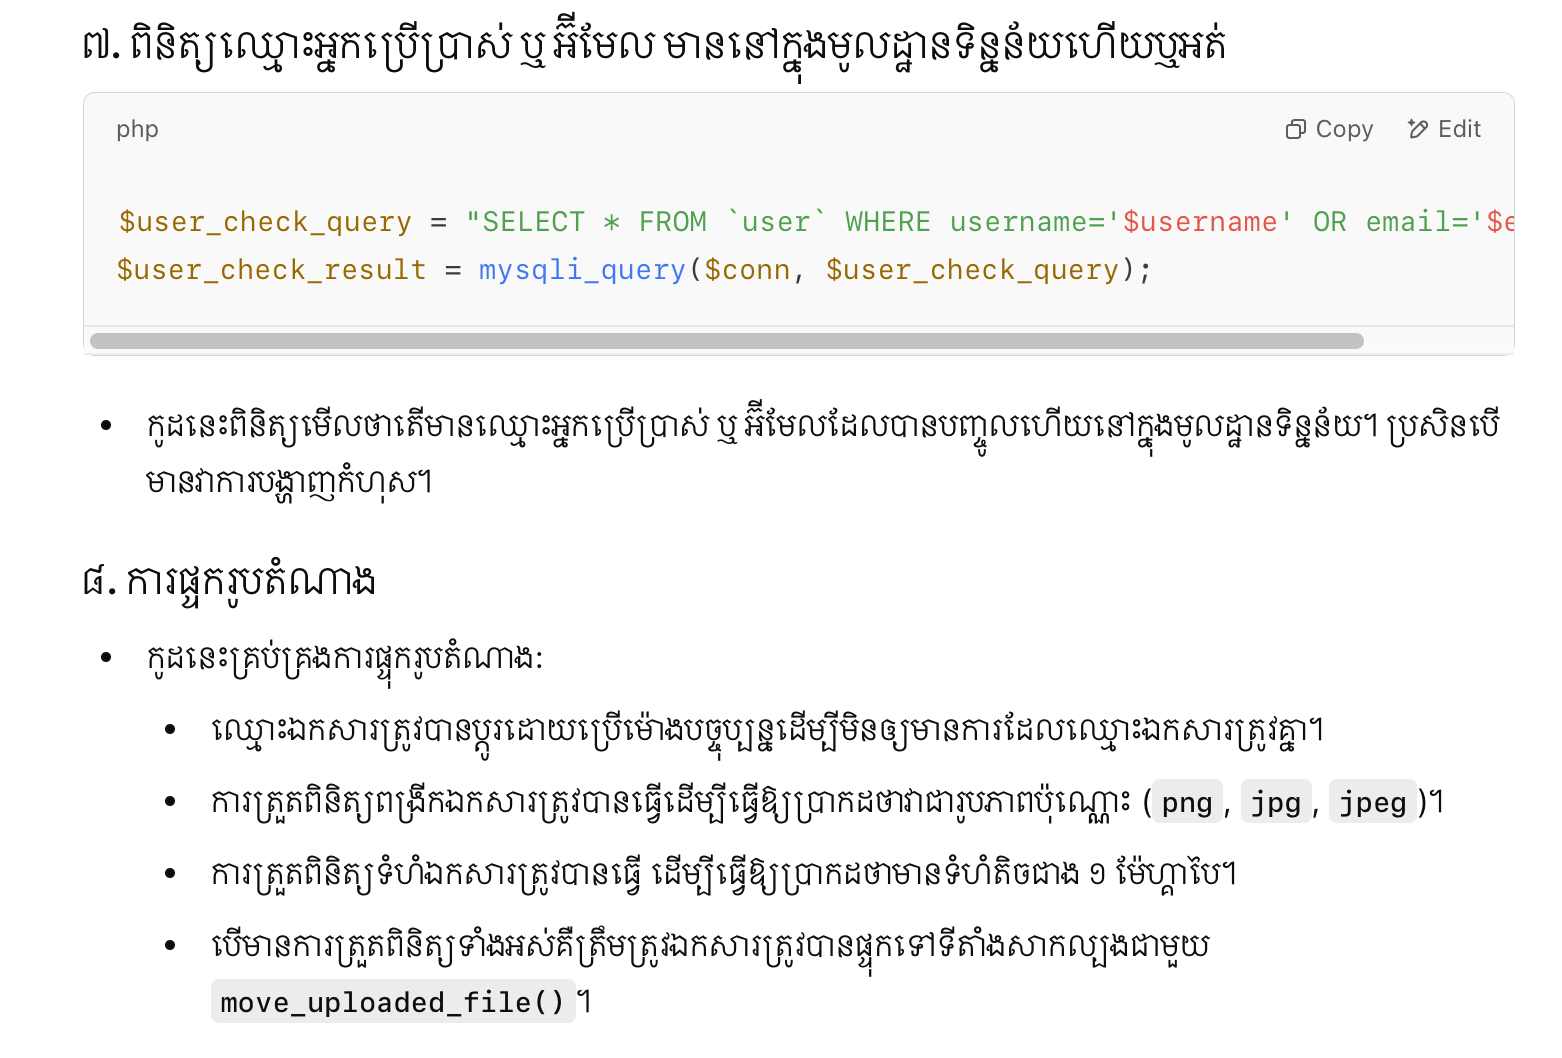 ៧. ពិនិត្យឈ្មោះអ្នកប្រើប្រាស់ ឬ អ៊ីមែល មាននៅក្នុងមូលដ្ឋានទិន្នន័យហើយឬអត់
php
Copy Edit
$user_check_query = "SELECT * FROM `user` WHERE username='$username' OR email='$e
$user_check_result = mysqli_query($conn, $user_check_query);
• កូដនេះពិនិត្យមើលថាតើមានឈ្មោះអ្នកប្រើប្រាស់ ឬ អ៊ីមែលដែលបានបញ្ចូលហើយនៅក្នុងមូលដ្ឋានទិន្នន័យ។ ប្រសិនបើ
មានវាការបង្ហាញកំហុស។
៨. ការផ្ទុករូបតំណាង
• កូដនេះគ្រប់គ្រងការផ្ទុករូបតំណាង:
• ឈ្មោះឯកសារត្រូវបានប្តូរដោយប្រើម៉ោងបច្ចុប្បន្នដើម្បីមិនឲ្យមានការដែលឈ្មោះឯកសារត្រូវគ្នា។
• ការត្រួតពិនិត្យពង្រីកឯកសារត្រូវបានធ្វើដើម្បីធ្វើឱ្យប្រាកដថាវាជារូបភាពប៉ុណ្ណោះ (png, jpg, jpeg)។
• ការត្រួតពិនិត្យទំហំឯកសារត្រូវបានធ្វើ ដើម្បីធ្វើឱ្យប្រាកដថាមានទំហំតិចជាង ១ ម៉ែហ្គាបៃ។
• បើមានការត្រួតពិនិត្យទាំងអស់គឺត្រឹមត្រូវឯកសារត្រូវបានផ្ទុកទៅទីតាំងសាកល្បងជាមួយ
move_uploaded_file()។